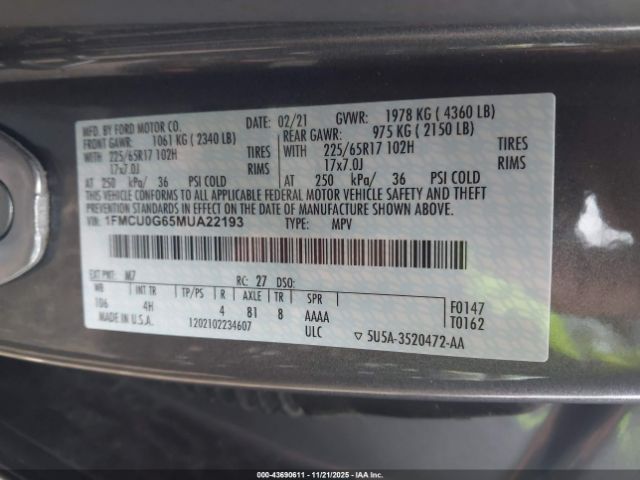 MFD. BY FORD MOTOR CO. DATE: 02/21 GVWR: 1978 KG ( 4360 LB)
FRONT GAWR: 1061 KG ( 2340 LB) REAR GAWR: 975 KG ( 2150 LB)
WITH 225/65R17 102H TIRES WITH 225/65R17 102H TIRES
17x7.0J RIMS 17x7.0J RIMS
AT 250 kPa/ 36 PSI COLD AT 250 kPa/ 36 PSI COLD
THIS VEHICLE CONFORMS TO ALL APPLICABLE FEDERAL MOTOR VEHICLE SAFETY AND THEFT
PREVENTION STANDARDS IN EFFECT ON THE DATE OF MANUFACTURE SHOWN ABOVE.
VIN: 1FMCU0G65MUA22193 TYPE: MPV
EXT PNT: M7 RC: 27 DSO:
WB INT TR TP/PS R AXLE TR SPR
106 4H 4 81 8 AAAA F0147
T0162
MADE IN U.S.A. 1202102234607 ULC ▽ 5U5A-3520472-AA
000-43690611 - 11/21/2025 - IAA Inc.